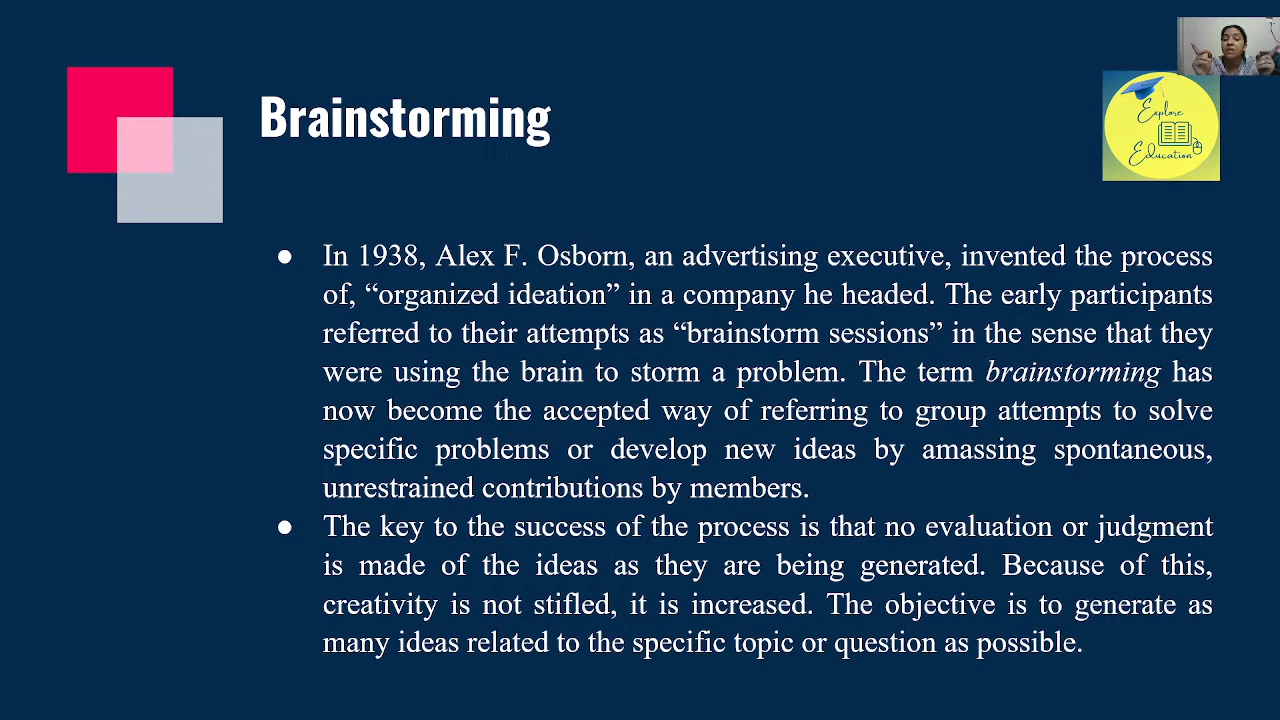 Brainstorming
Explore
Education
● In 1938, Alex F. Osborn, an advertising executive, invented the process
of, “organized ideation” in a company he headed. The early participants
referred to their attempts as “brainstorm sessions” in the sense that they
were using the brain to storm a problem. The term brainstorming has
now become the accepted way of referring to group attempts to solve
specific problems or develop new ideas by amassing spontaneous,
unrestrained contributions by members.
● The key to the success of the process is that no evaluation or judgment
is made of the ideas as they are being generated. Because of this,
creativity is not stifled, it is increased. The objective is to generate as
many ideas related to the specific topic or question as possible.